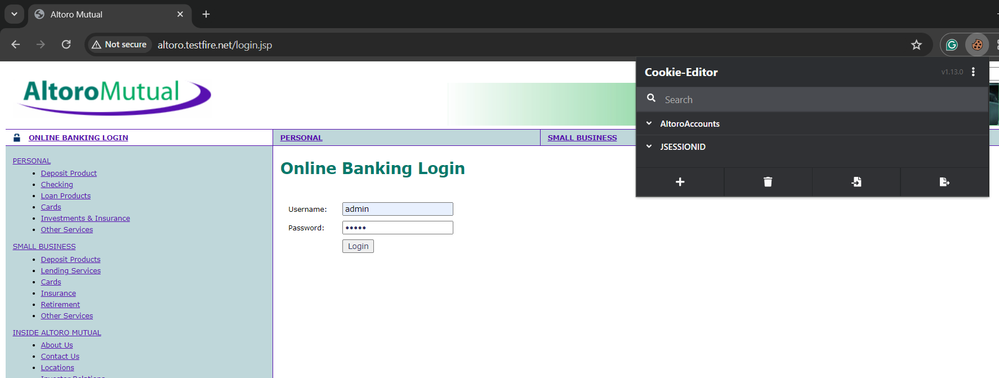 Altoro Mutual
Not secure
altoro.testfire.net/login.jsp
AltoroMutual
Cookie-Editor
v1.13.0
Search
AltoroAccounts
JSESSIONID
ONLINE BANKING LOGIN
PERSONAL
SMALL BUSINESS
PERSONAL
Deposit Product
Checking
Loan Products
Cards
Investments & Insurance
Other Services
SMALL BUSINESS
Deposit Products
Lending Services
Cards
Insurance
Retirement
Other Services
INSIDE ALTORO MUTUAL
About Us
Contact Us
Locations
Investor Relations
Online Banking Login
Username:
admin
Password:
•••••
Login